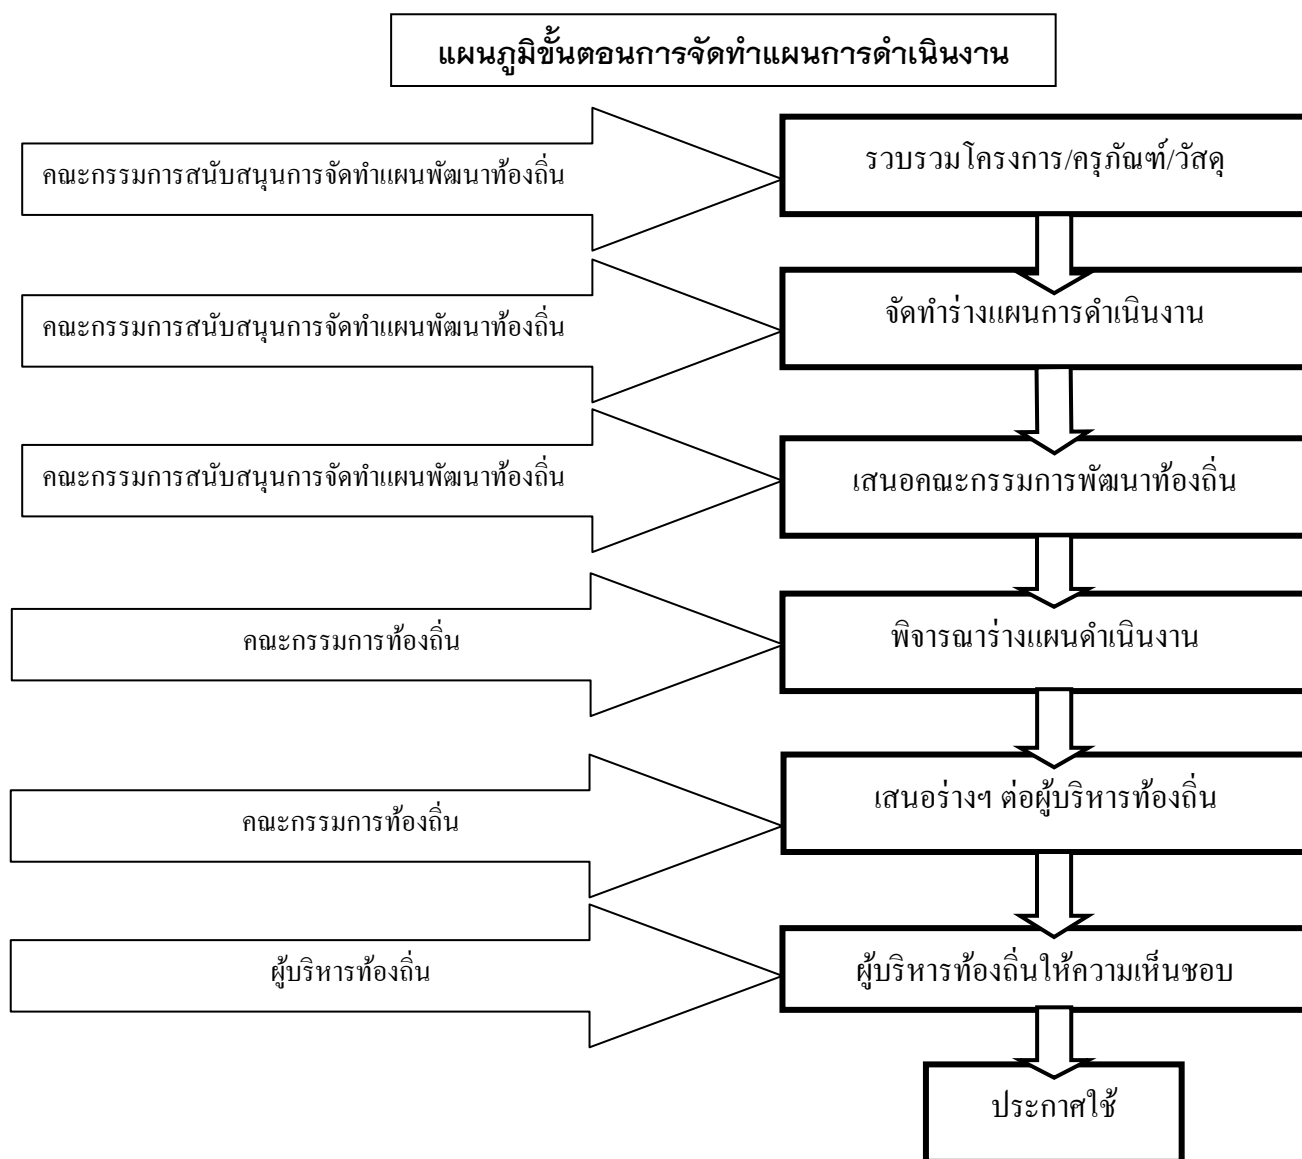 แผนภูมิขั้นตอนการจัดทำแผนการดำเนินงาน
คณะกรรมการสนับสนุนการจัดทำแผนพัฒนาท้องถิ่น
รวบรวมโครงการ/ครุภัณฑ์/วัสดุ
คณะกรรมการสนับสนุนการจัดทำแผนพัฒนาท้องถิ่น
จัดทำร่างแผนการดำเนินงาน
คณะกรรมการสนับสนุนการจัดทำแผนพัฒนาท้องถิ่น
เสนอคณะกรรมการพัฒนาท้องถิ่น
คณะกรรมการท้องถิ่น
พิจารณาร่างแผนดำเนินงาน
คณะกรรมการท้องถิ่น
เสนอร่างฯ ต่อผู้บริหารท้องถิ่น
ผู้บริหารท้องถิ่น
ผู้บริหารท้องถิ่นให้ความเห็นชอบ
ประกาศใช้